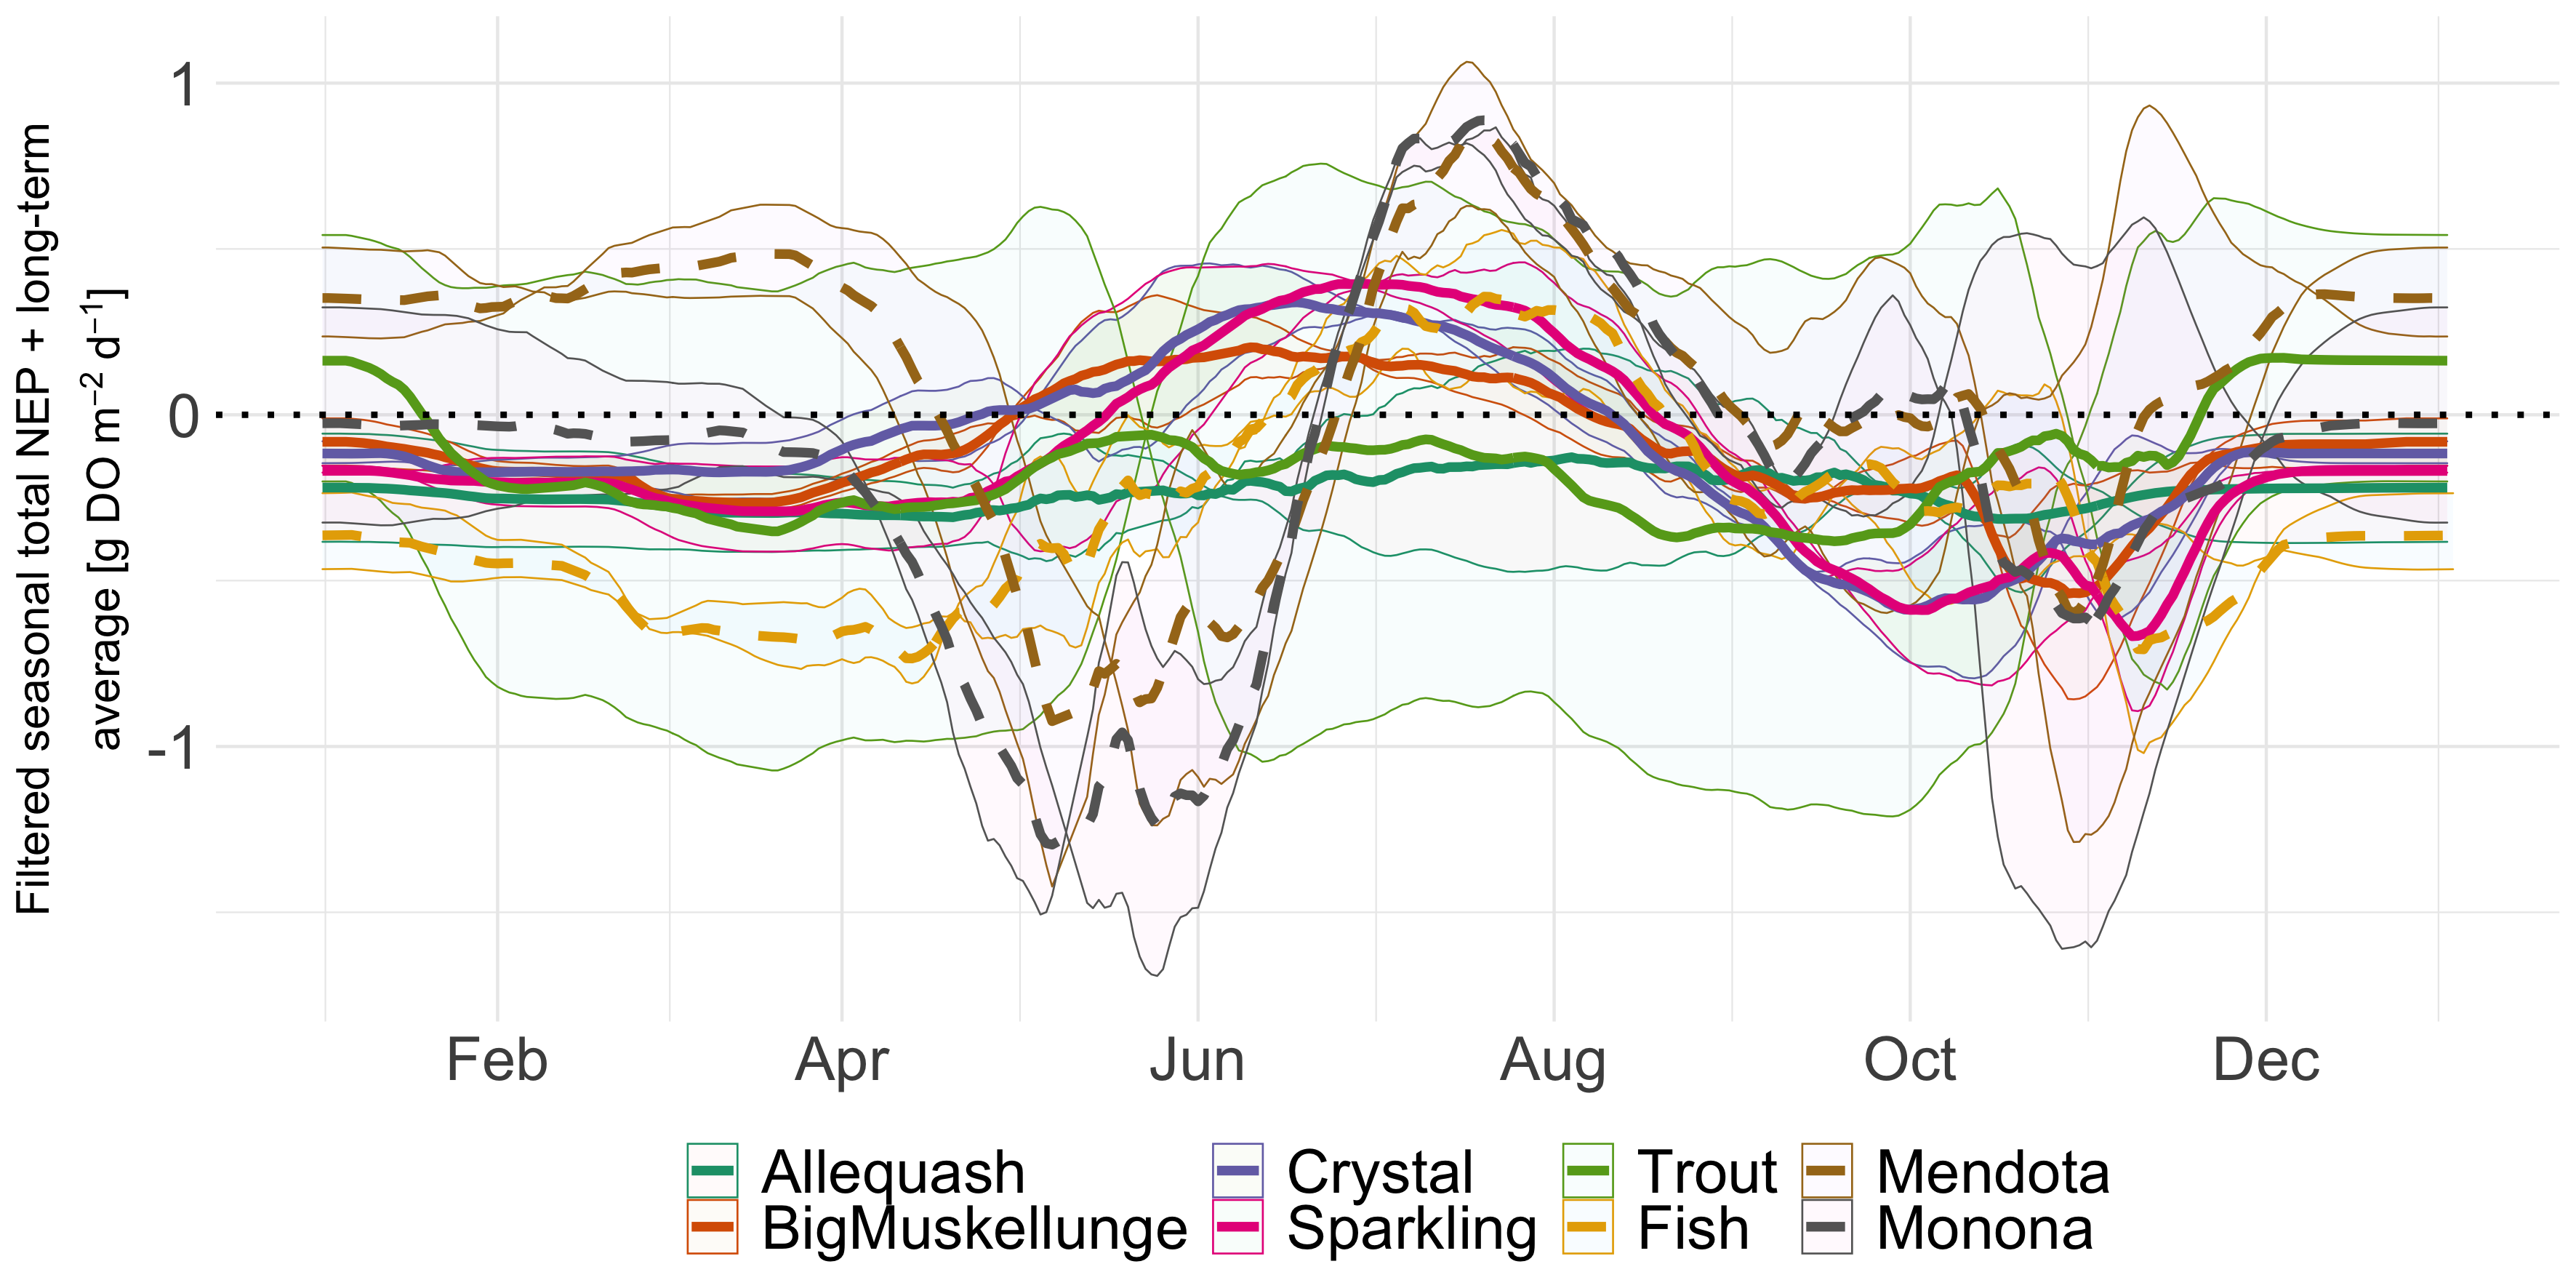 Filtered seasonal total NEP + long-term
average [g DO m⁻² d⁻¹]
1
0
-1
Feb Apr Jun Aug Oct Dec
Allequash Crystal Trout Mendota
BigMuskellunge Sparkling Fish Monona